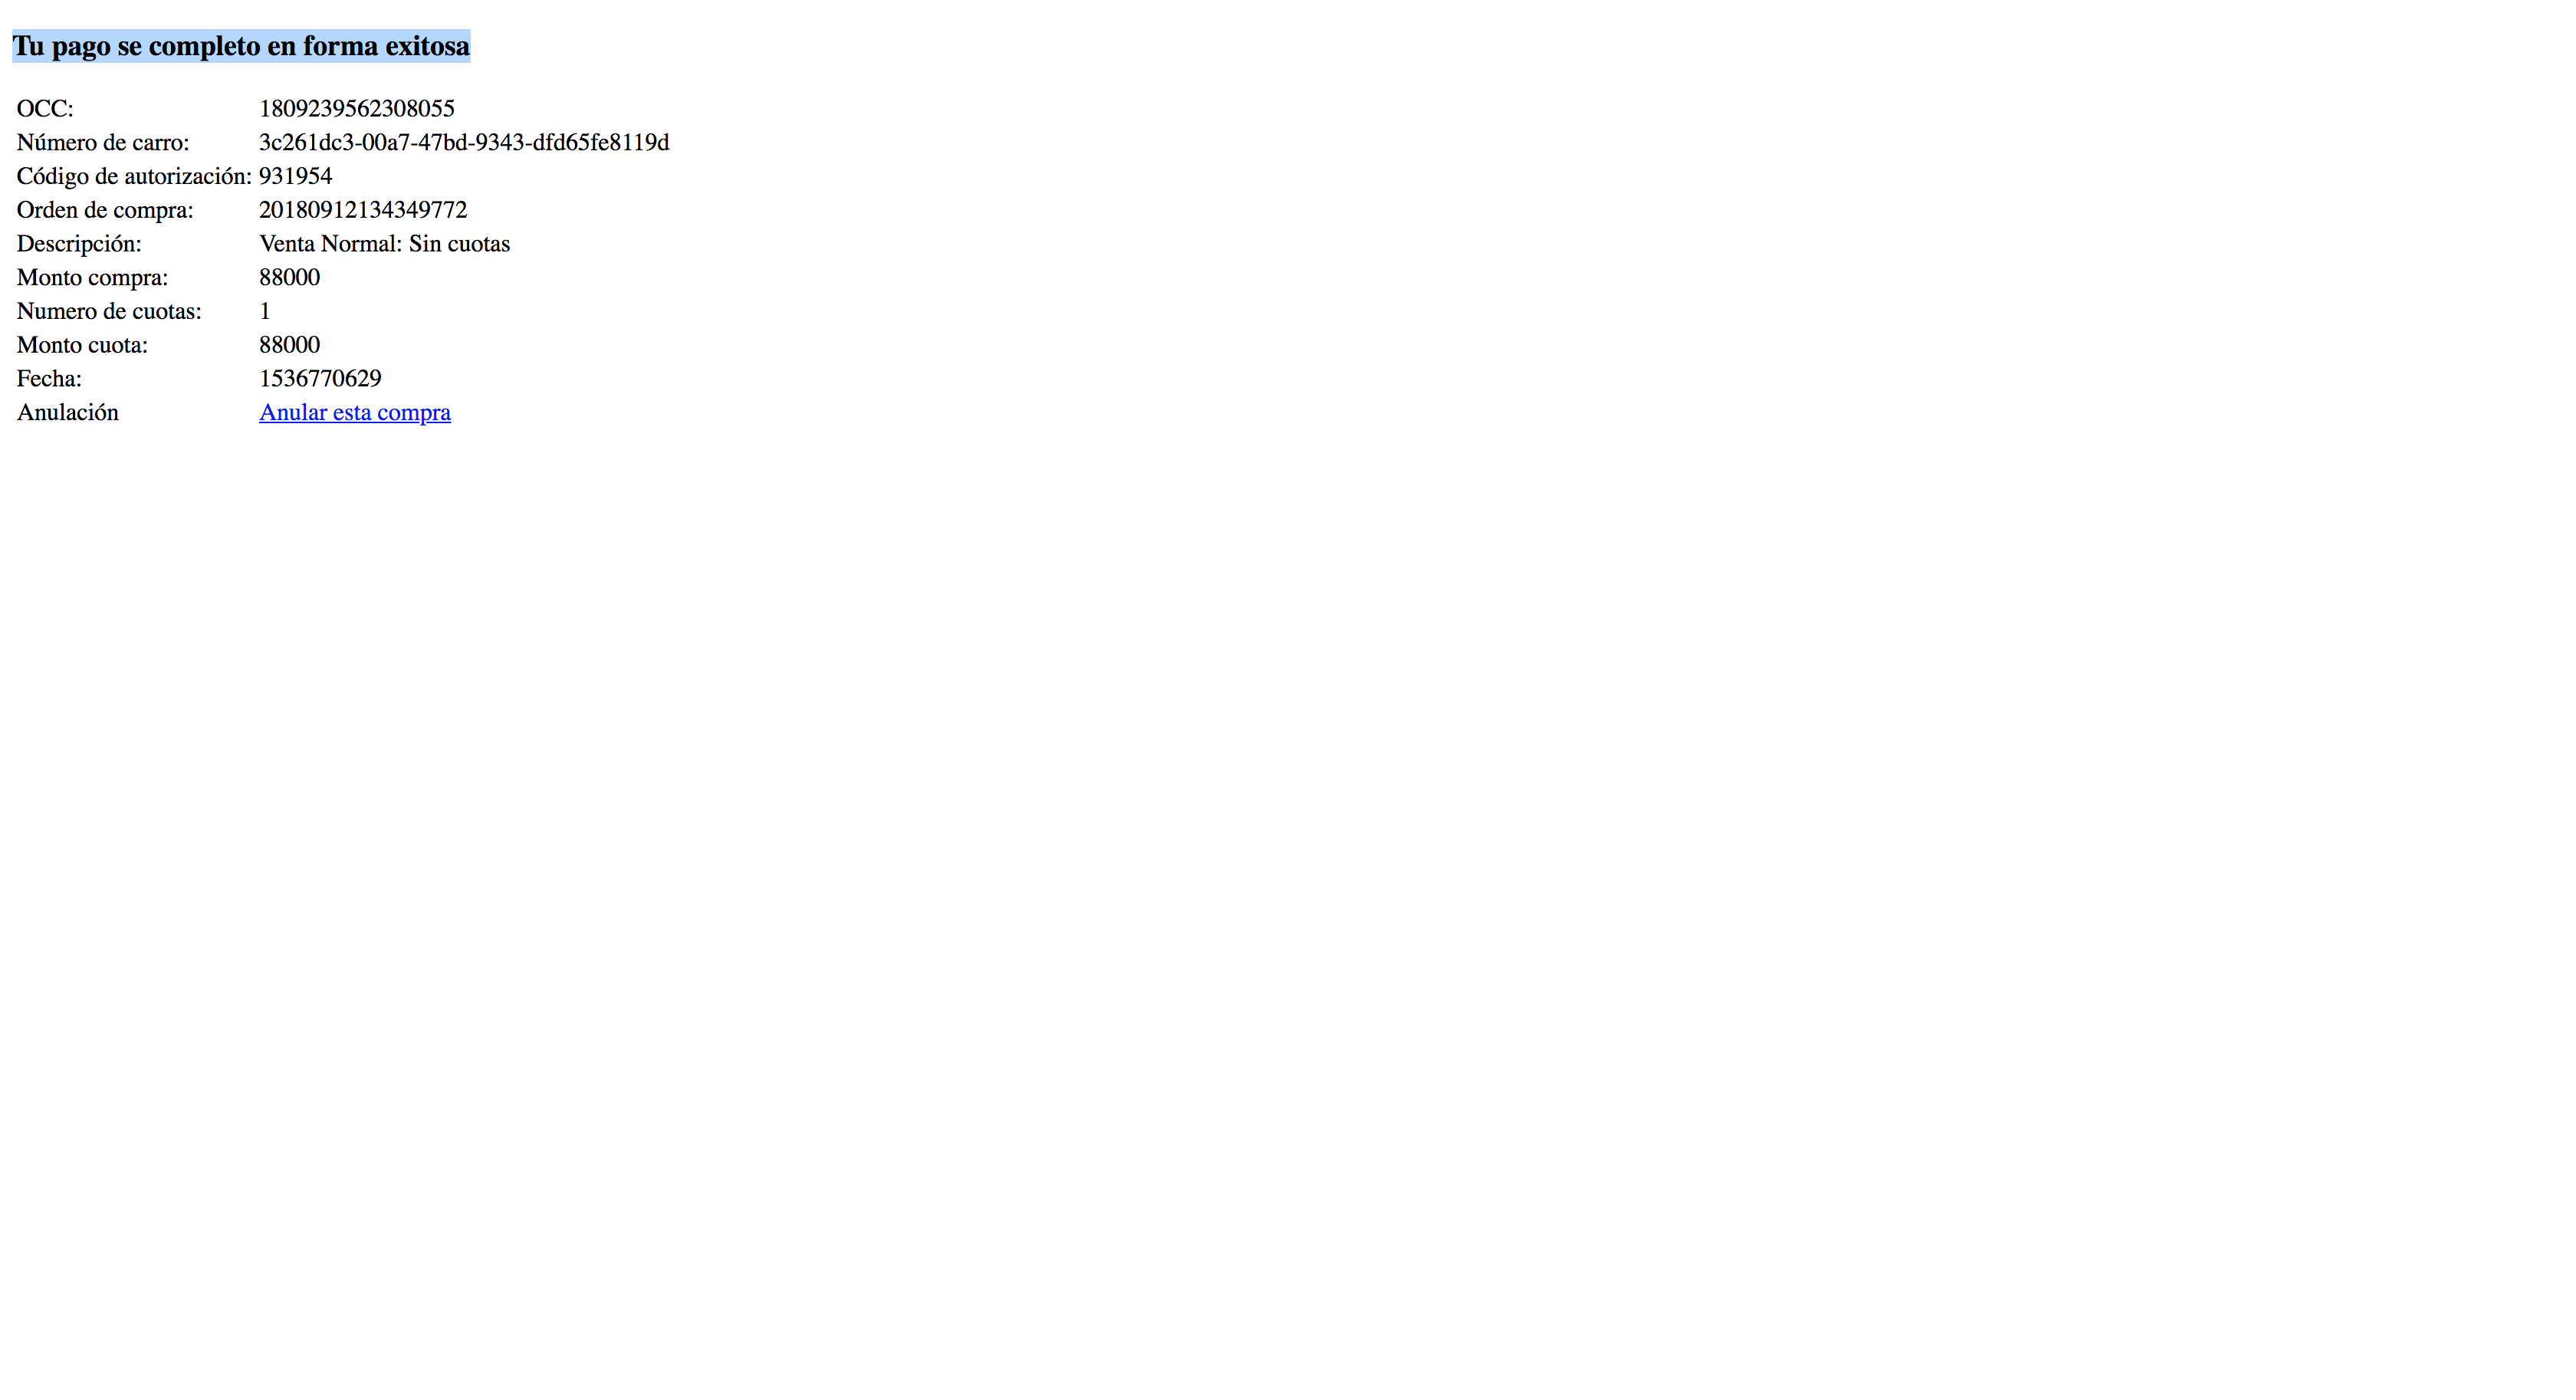 Tu pago se completo en forma exitosa
OCC: 1809239562308055
Número de carro: 3c261dc3-00a7-47bd-9343-dfd65fe8119d
Código de autorización: 931954
Orden de compra: 20180912134349772
Descripción: Venta Normal: Sin cuotas
Monto compra: 88000
Numero de cuotas: 1
Monto cuota: 88000
Fecha: 1536770629
Anulación Anular esta compra